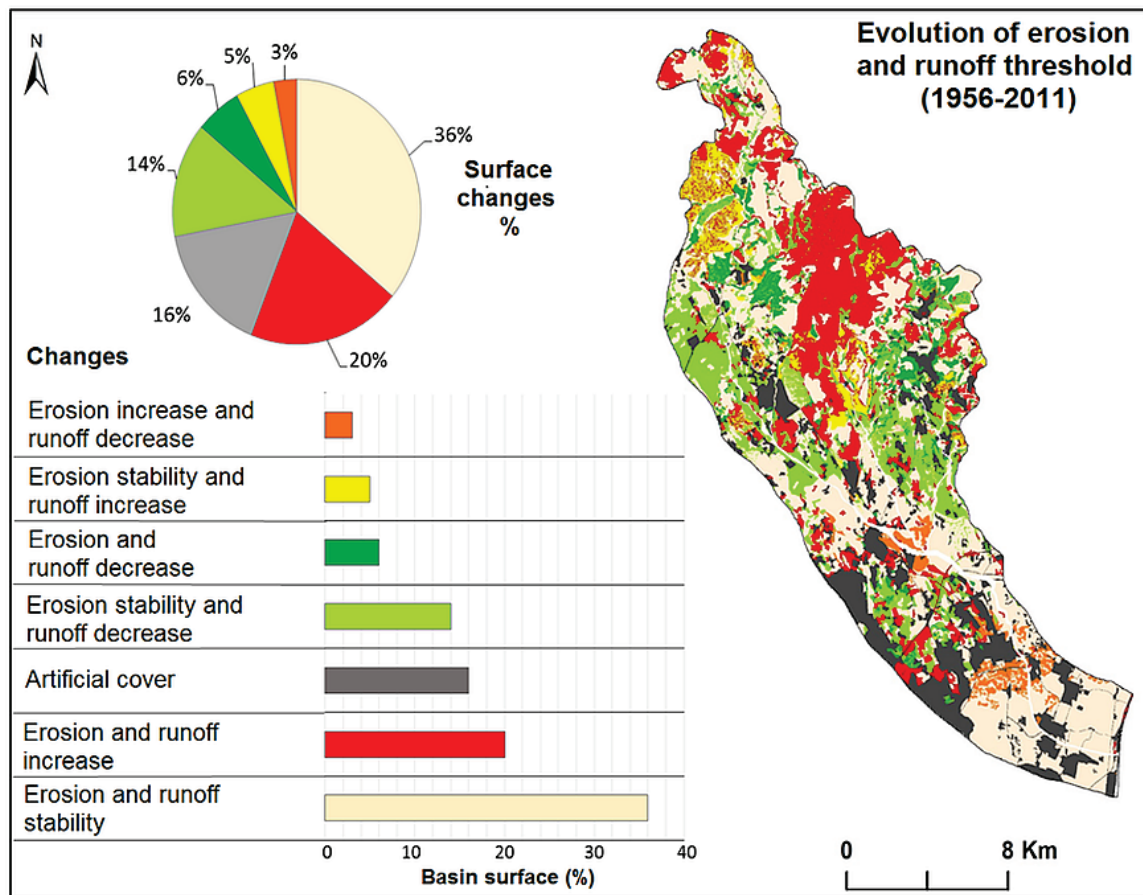 N
Evolution of erosion
and runoff threshold
(1956-2011)
5%
3%
6%
36%
14%
Surface
changes
%
16%
20%
Changes
Erosion increase and
runoff decrease
Erosion stability and
runoff increase
Erosion and
runoff decrease
Erosion stability and
runoff decrease
Artificial cover
Erosion and runoff
increase
Erosion and runoff
stability
0 10 20 30 40
Basin surface (%)
0 8 Km